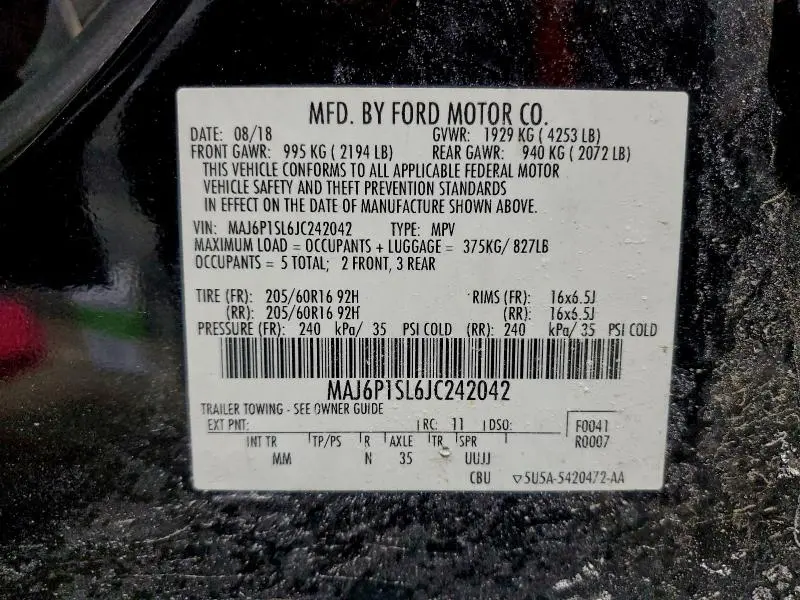 MFD. BY FORD MOTOR CO.
DATE: 08/18 GVWR: 1929 KG ( 4253 LB)
FRONT GAWR: 995 KG ( 2194 LB) REAR GAWR: 940 KG ( 2072 LB)
THIS VEHICLE CONFORMS TO ALL APPLICABLE FEDERAL MOTOR
VEHICLE SAFETY AND THEFT PREVENTION STANDARDS
IN EFFECT ON THE DATE OF MANUFACTURE SHOWN ABOVE.
VIN: MAJ6P1SL6JC242042 TYPE: MPV
MAXIMUM LOAD = OCCUPANTS + LUGGAGE = 375KG/ 827LB
OCCUPANTS = 5 TOTAL; 2 FRONT, 3 REAR
TIRE (FR): 205/60R16 92H RIMS (FR): 16x6.5J
(RR): 205/60R16 92H (RR): 16x6.5J
PRESSURE (FR): 240 kPa/ 35 PSI COLD (RR): 240 kPa/ 35 PSI COLD
MAJ6P1SL6JC242042
TRAILER TOWING - SEE OWNER GUIDE
EXT PNT: RC: 11 DSO: F0041
INT TR TP/PS R AXLE TR SPR R0007
MM N 35 UUJJ
CBU ▽5U5A-5420472-AA